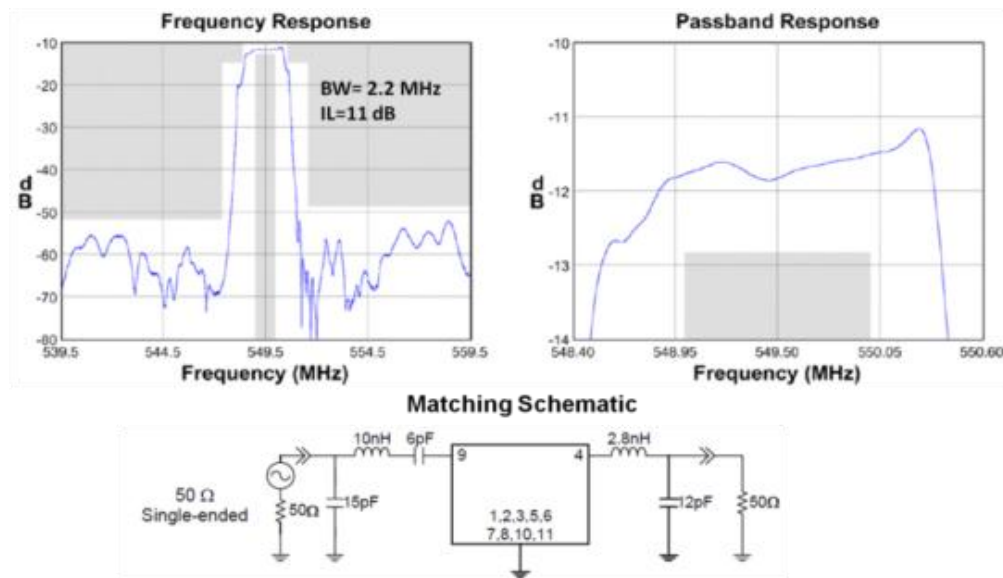 Frequency Response
-10
-20
-30
-40
-50
-60
-70
-80
dB
BW= 2.2 MHz
IL=11 dB
539.5 544.5 549.5 554.5 559.5
Frequency (MHz)
Passband Response
-10
-11
-12
-13
-14
dB
548.40 548.95 549.50 550.05 550.60
Frequency (MHz)
Matching Schematic
10nH 6pF 2.8nH
9 4
50 Ω
Single-ended
50Ω 15pF 12pF 50Ω
1,2,3,5,6
7,8,10,11